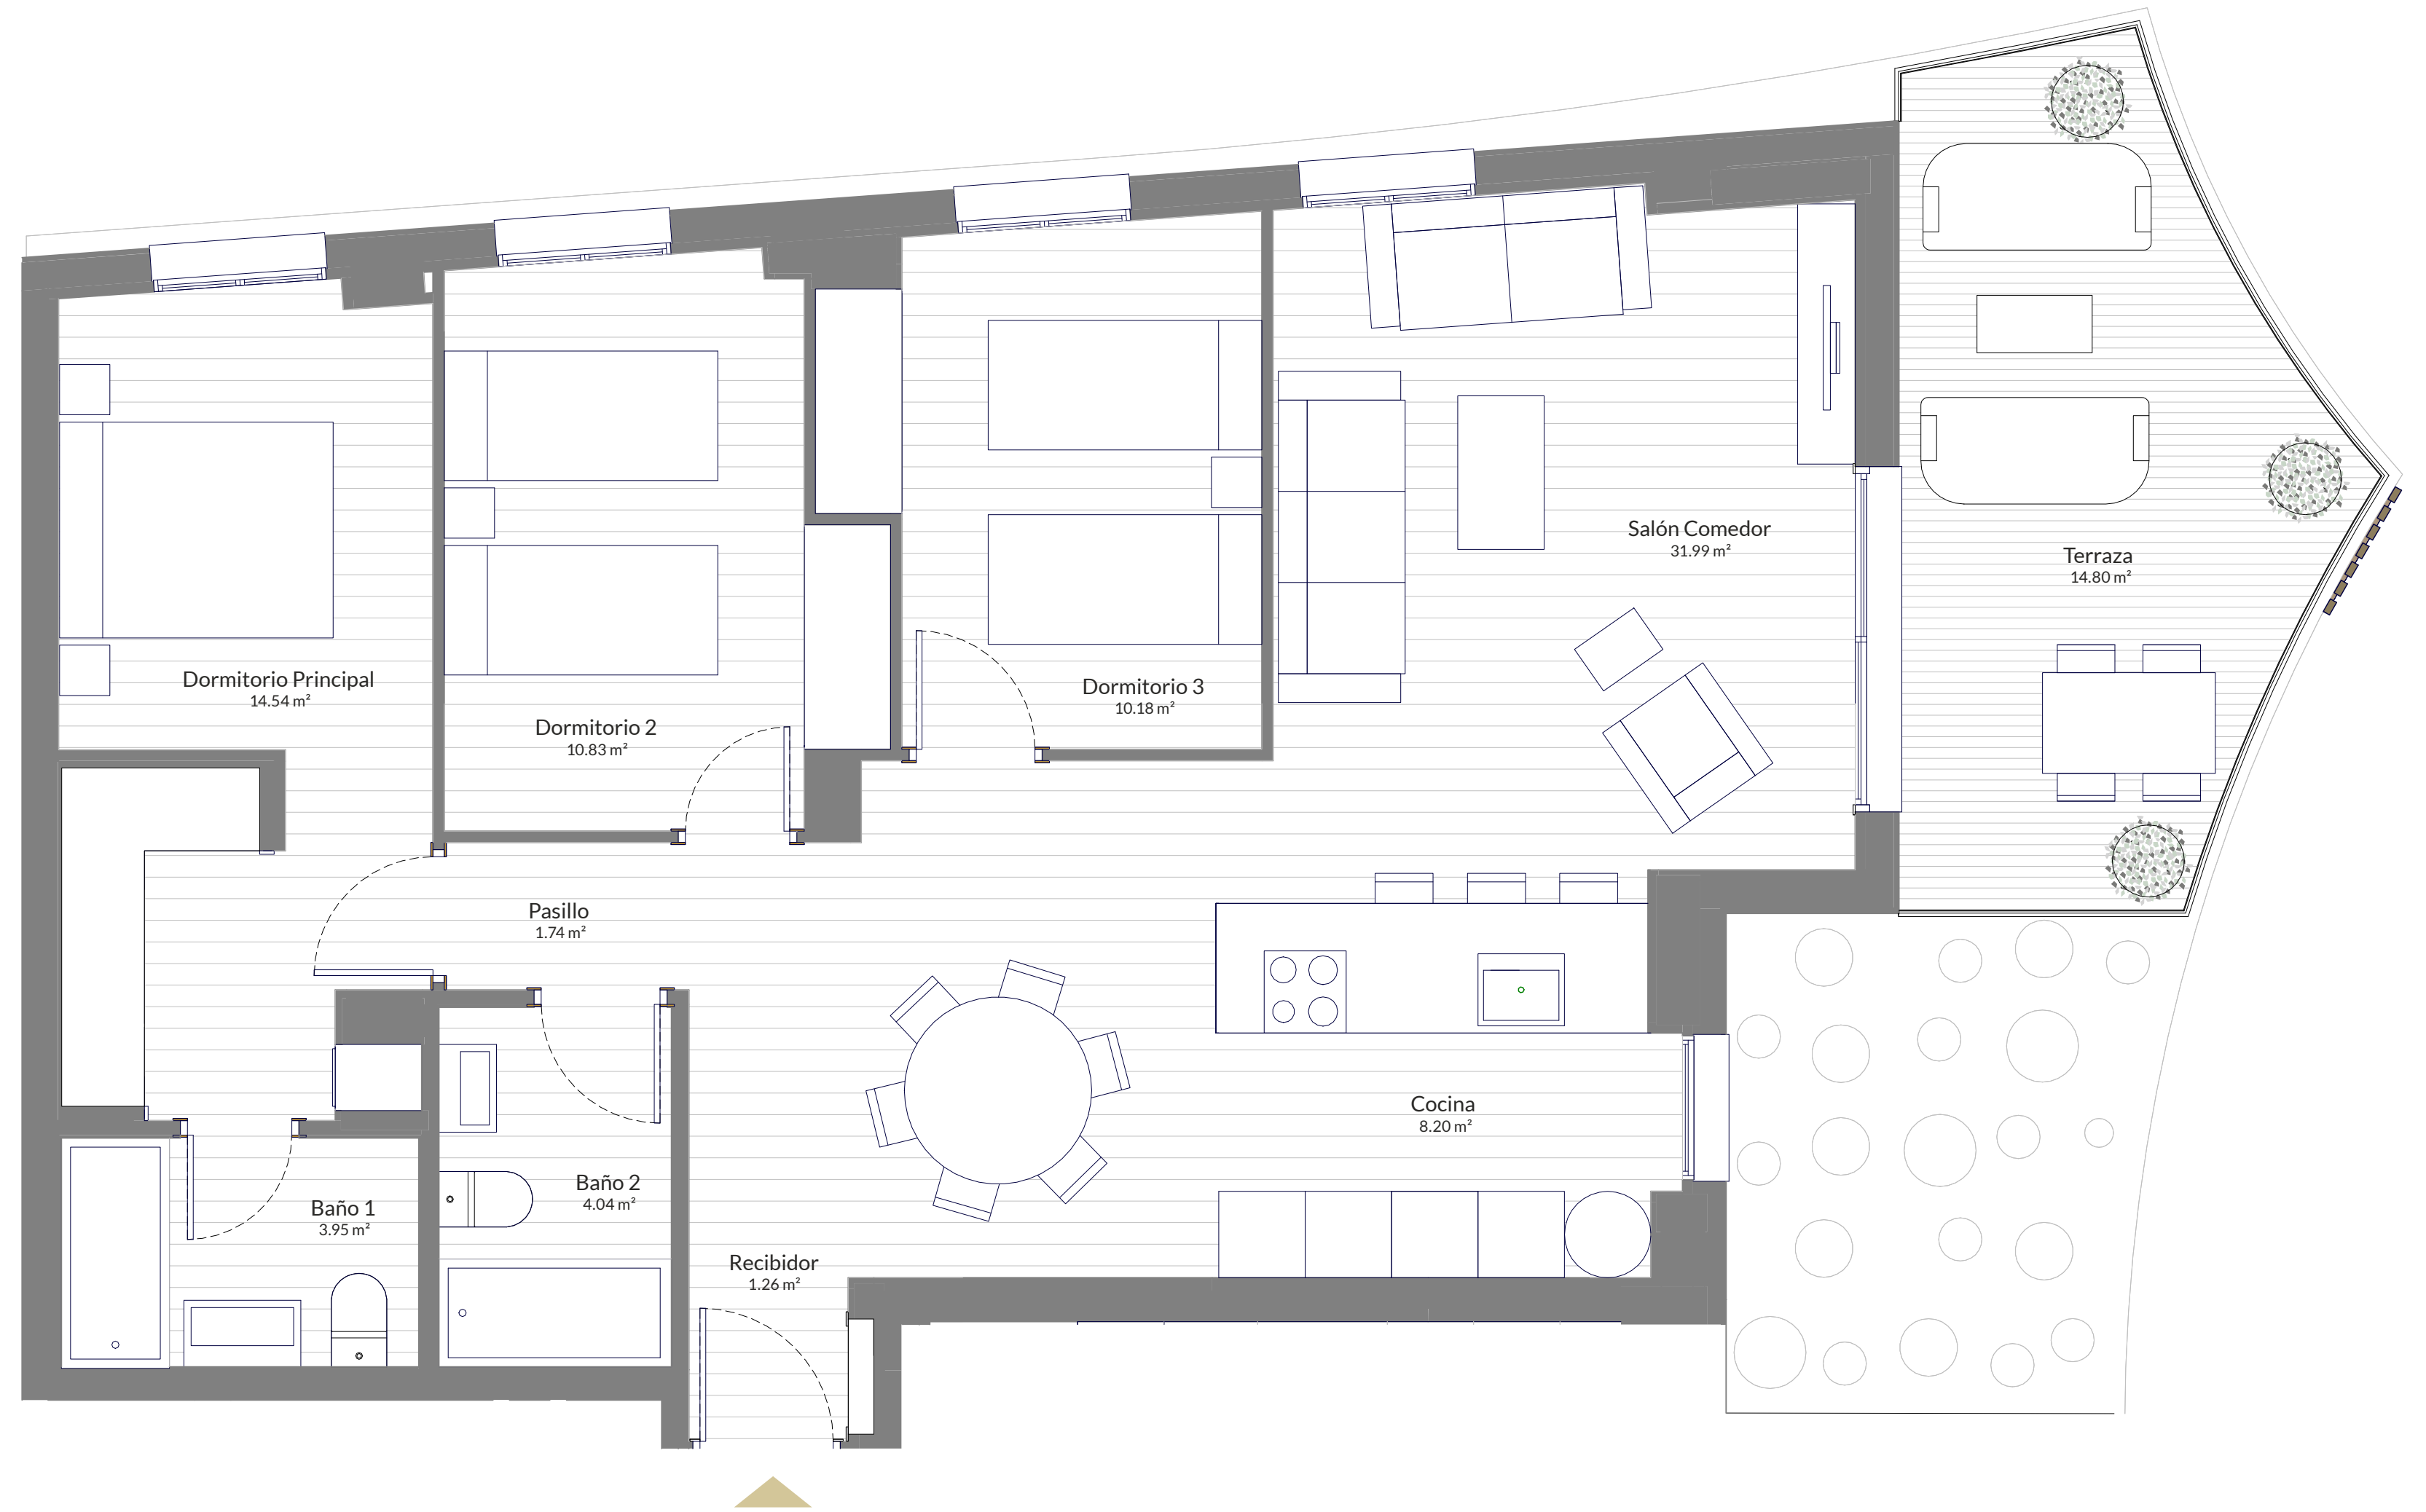 Salón Comedor
31.99 m²
Terraza
14.80 m²
Dormitorio Principal
14.54 m²
Dormitorio 3
10.18 m²
Dormitorio 2
10.83 m²
Pasillo
1.74 m²
Cocina
8.20 m²
Baño 2
4.04 m²
Baño 1
3.95 m²
Recibidor
1.26 m²